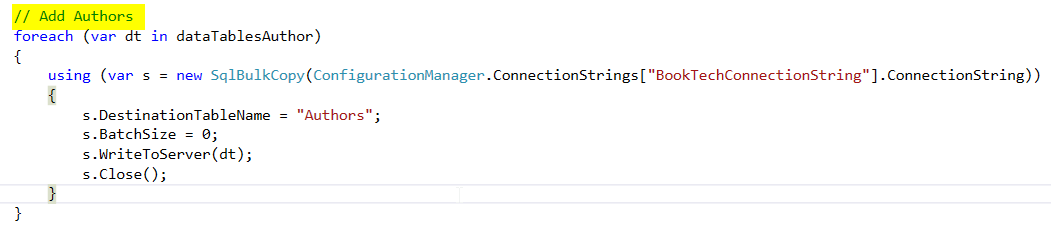 // Add Authors
foreach (var dt in dataTablesAuthor)
{
using (var s = new SqlBulkCopy(ConfigurationManager.ConnectionStrings["BookTechConnectionString"].ConnectionString))
{
s.DestinationTableName = "Authors";
s.BatchSize = 0;
s.WriteToServer(dt);
s.Close();
}
}